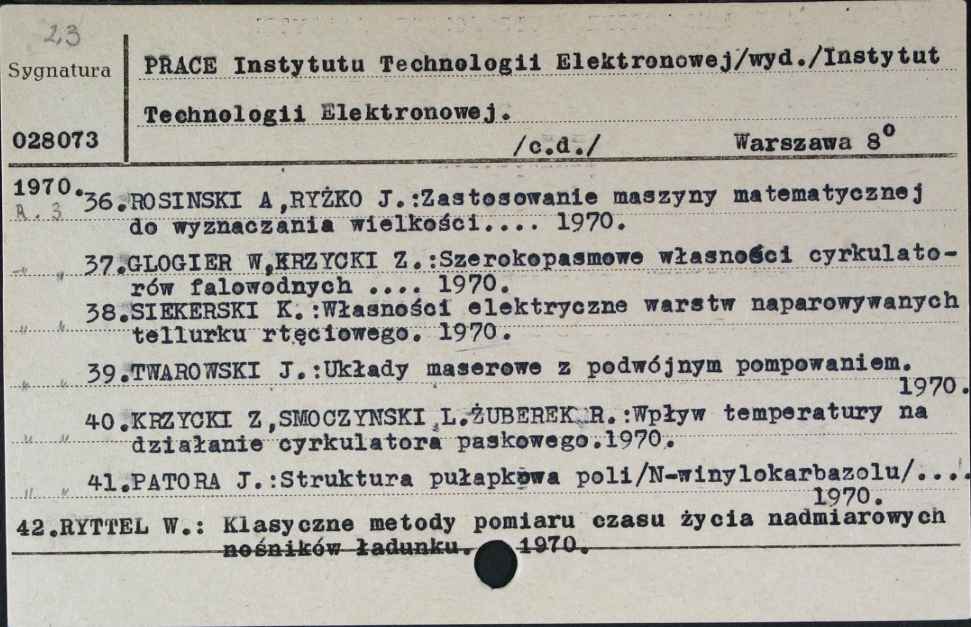 23
Sygnatura
PRACE Instytutu Technologii Elektronowej/wyd./Instytut
Technologii Elektronowej.
028073
/c.d./ Warszawa 8°
1970.
R. 3
36.ROSINSKI A,RYŻKO J.:Zastosowanie maszyny matematycznej
do wyznaczania wielkości.... 1970.
" " 37.GLOGIER W,KRZYCKI Z.:Szerokopasmowe własności cyrkulato-
rów falowodnych .... 1970.
38.SIEKERSKI K.:Własności elektryczne warstw naparowywanych
" " tellurku rtęciowego. 1970.
" " 39.TWAROWSKI J.:Układy maserowe z podwójnym pompowaniem.
1970.
40.KRZYCKI Z,SMOCZYNSKI L.ŻUBEREK R.:Wpływ temperatury na
" " działanie cyrkulatora paskowego.1970.
" " 41.PATORA J.:Struktura pułapkowa poli/N-winylokarbazolu/....
1970.
42.RYTTEL W.: Klasyczne metody pomiaru czasu życia nadmiarowych
nośników ładunku. 1970.